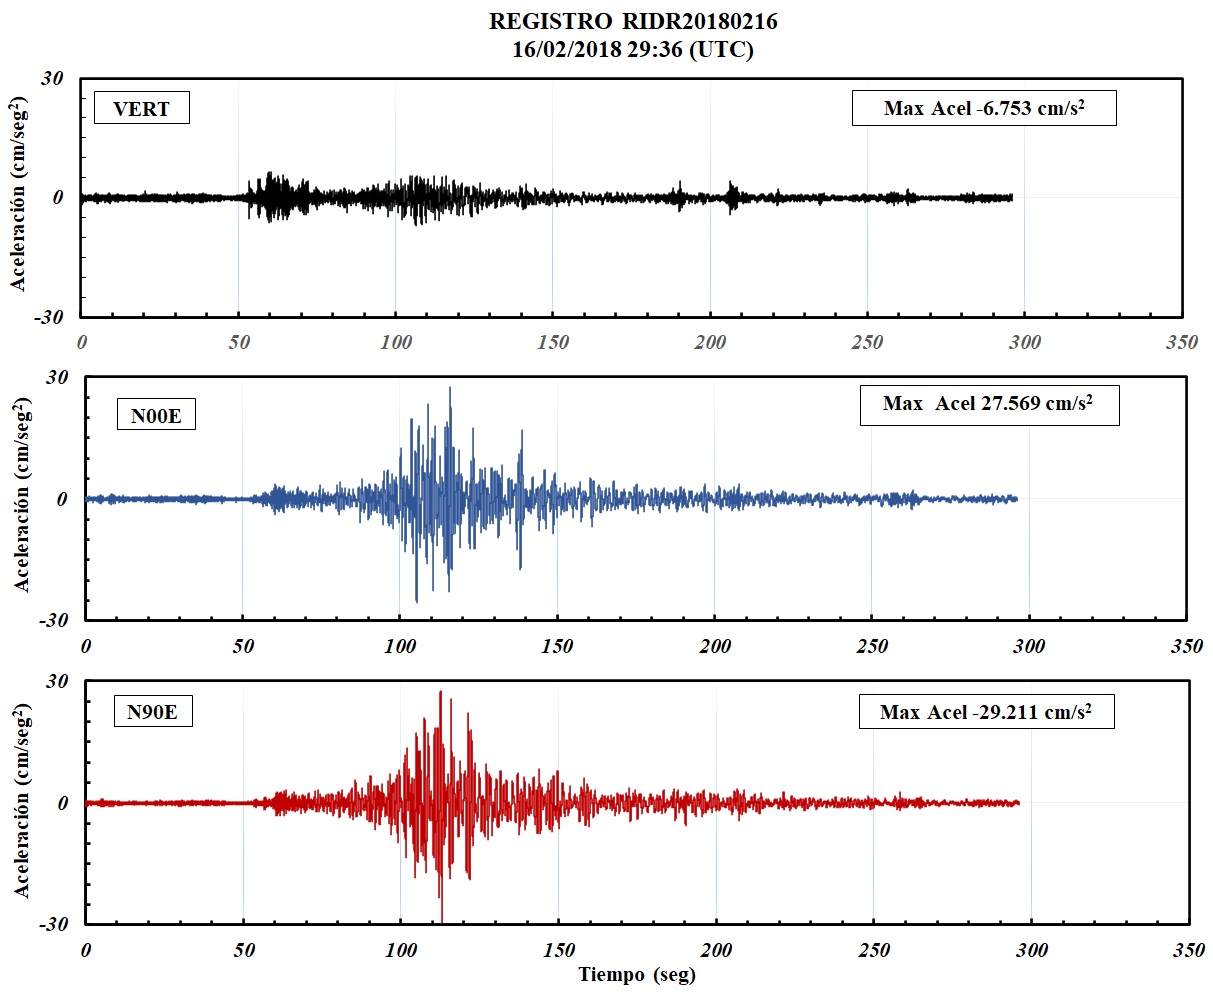 REGISTRO RIDR20180216
16/02/2018 29:36 (UTC)
Aceleración (cm/seg²)
30
0
-30
VERT
Max Acel -6.753 cm/s²
0 50 100 150 200 250 300 350
Aceleración (cm/seg²)
30
0
-30
N00E
Max Acel 27.569 cm/s²
0 50 100 150 200 250 300 350
Aceleración (cm/seg²)
30
0
-30
N90E
Max Acel -29.211 cm/s²
0 50 100 150 200 250 300 350
Tiempo (seg)